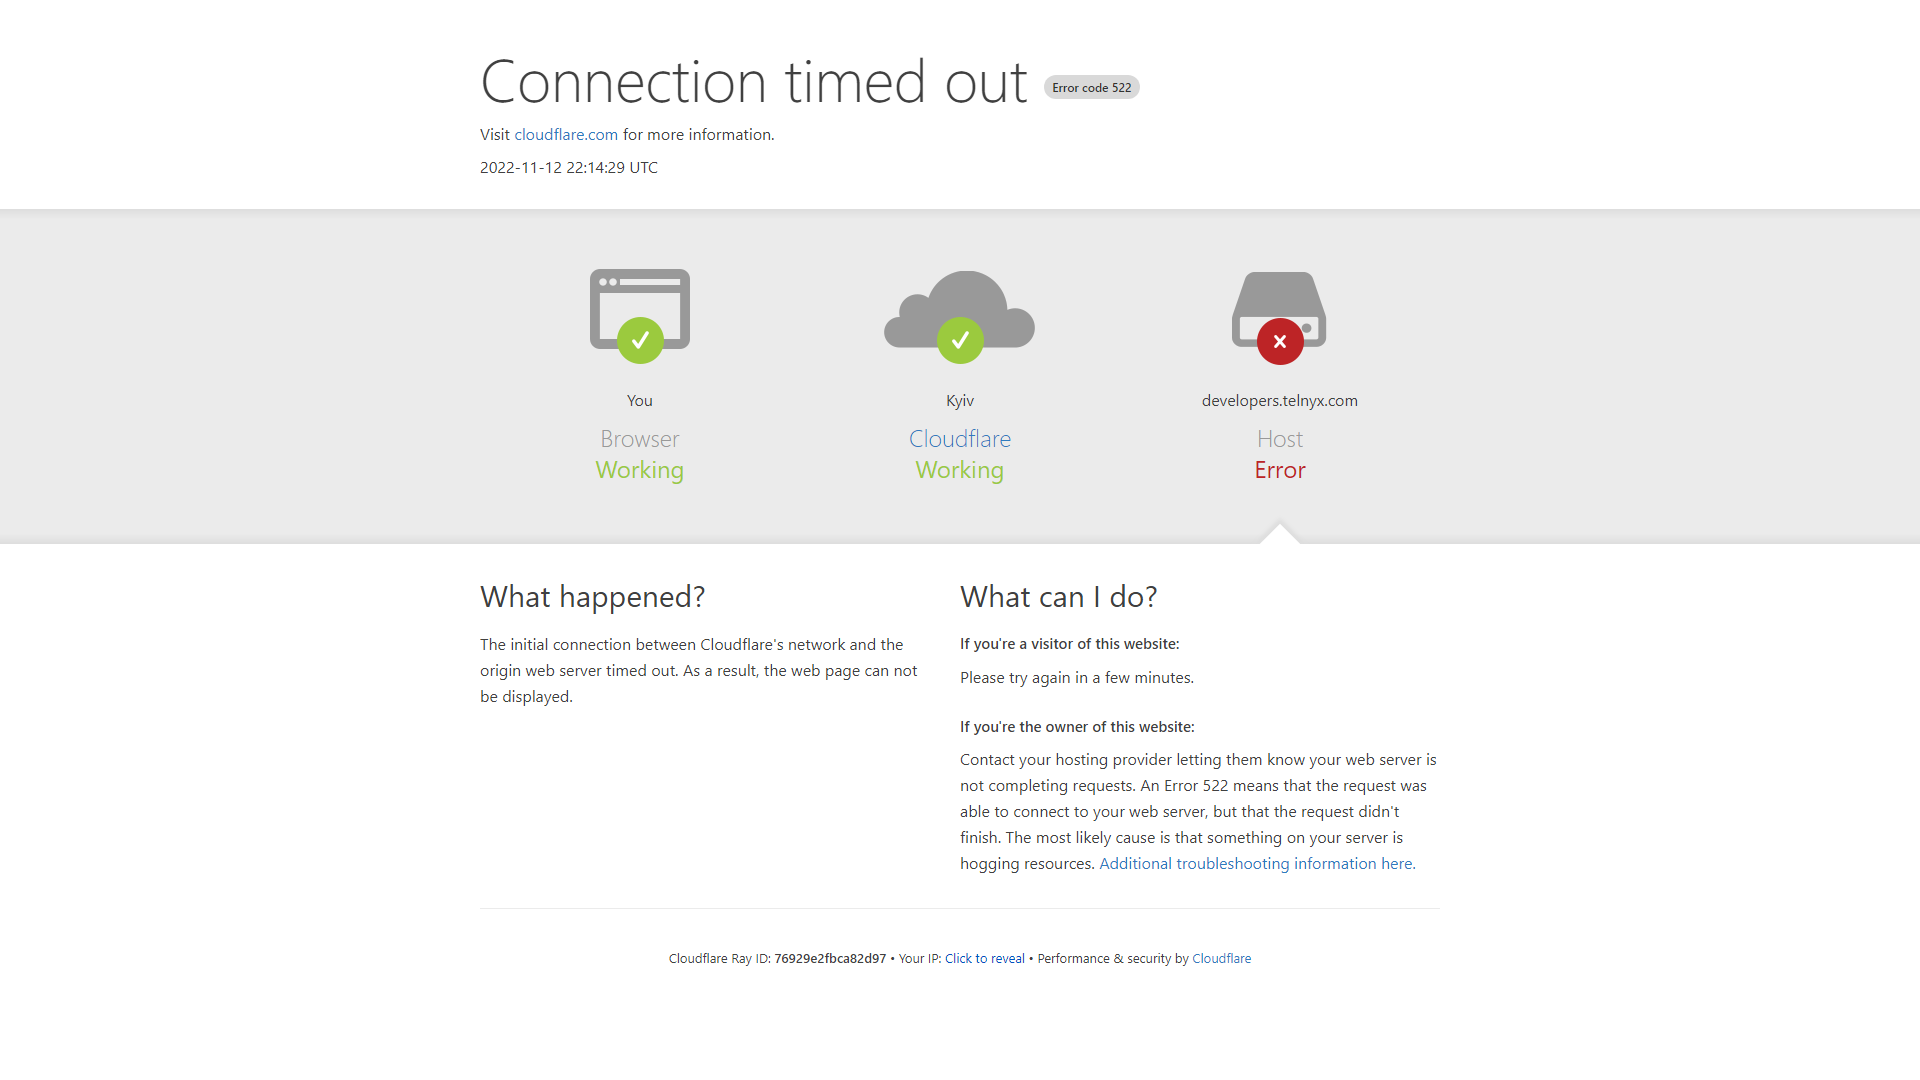 Connection timed out Error code 522
Visit cloudflare.com for more information.
2022-11-12 22:14:29 UTC
You
Browser
Working
Kyiv
Cloudflare
Working
developers.telnyx.com
Host
Error
What happened?
The initial connection between Cloudflare's network and the
origin web server timed out. As a result, the web page can not
be displayed.
What can I do?
If you're a visitor of this website:
Please try again in a few minutes.
If you're the owner of this website:
Contact your hosting provider letting them know your web server is
not completing requests. An Error 522 means that the request was
able to connect to your web server, but that the request didn't
finish. The most likely cause is that something on your server is
hogging resources. Additional troubleshooting information here.
Cloudflare Ray ID: 76929e2fbca82d97 • Your IP: Click to reveal • Performance & security by Cloudflare